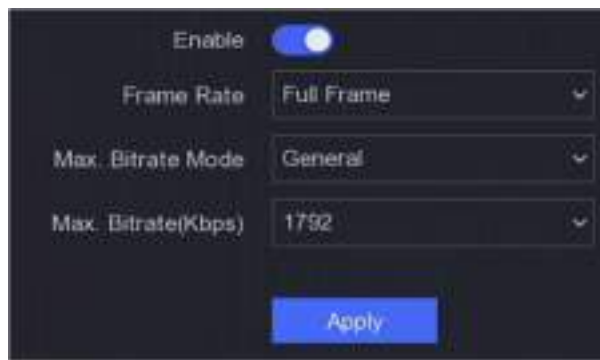 Enable
Frame Rate Full Frame
Max. Bitrate Mode General
Max. Bitrate(Kbps) 1792
Apply